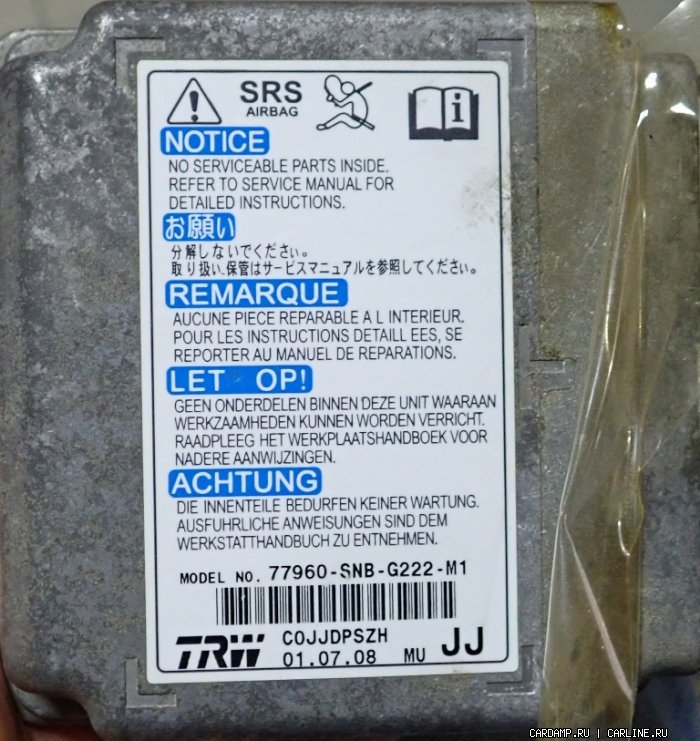 SRS
AIRBAG
NOTICE
NO SERVICEABLE PARTS INSIDE.
REFER TO SERVICE MANUAL FOR
DETAILED INSTRUCTIONS.
お願い
分解しないでください。
取り扱い、保管はサービスマニュアルを参照してください。
REMARQUE
AUCUNE PIECE REPARABLE A L INTERIEUR.
POUR LES INSTRUCTIONS DETAILL EES, SE
REPORTER AU MANUEL DE REPARATIONS.
LET OP!
GEEN ONDERDELEN BINNEN DEZE UNIT WAARAAN
WERKZAAMHEDEN KUNNEN WORDEN VERRICHT.
RAADPLEEG HET WERKPLAATSHANDBOEK VOOR
NADERE AANWIJZINGEN.
ACHTUNG
DIE INNENTEILE BEDURFEN KEINER WARTUNG.
AUSFUHRLICHE ANWEISUNGEN SIND DEM
WERKSTATTHANDBUCH ZU ENTNEHMEN.
MODEL NO. 77960-SNB-G222-M1
TRW COJJDPSZH
01.07.08 MU JJ
CARDAMP.RU | CARLINE.RU